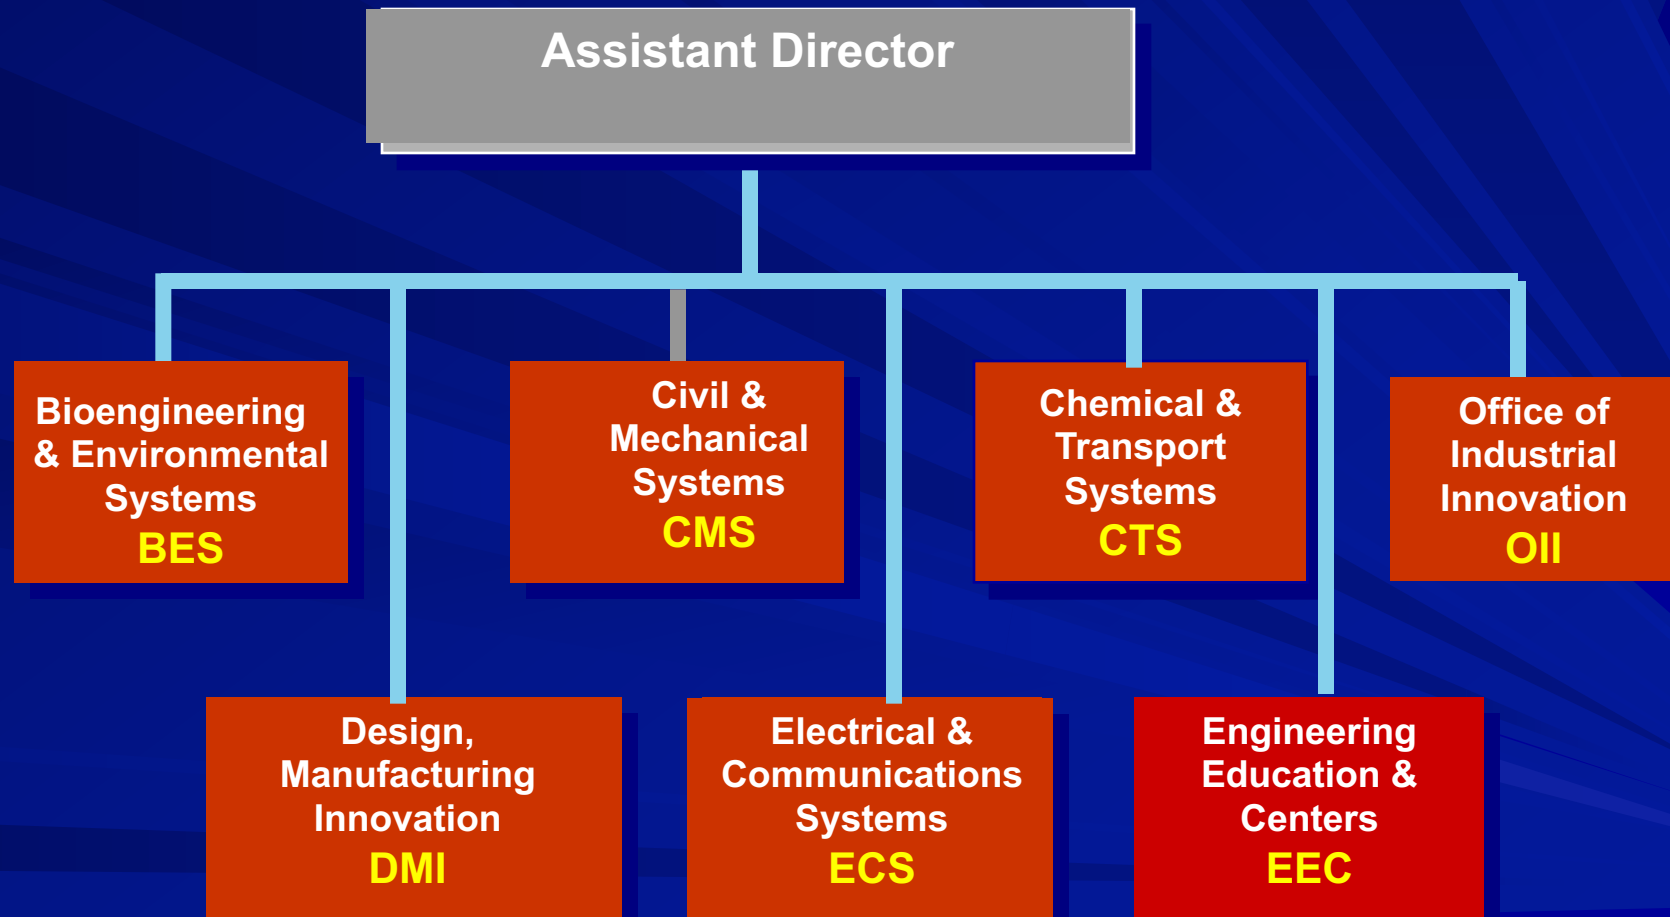 Assistant Director
Bioengineering
& Environmental
Systems
BES
Civil &
Mechanical
Systems
CMS
Chemical &
Transport
Systems
CTS
Office of
Industrial
Innovation
OII
Design,
Manufacturing
Innovation
DMI
Electrical &
Communications
Systems
ECS
Engineering
Education &
Centers
EEC